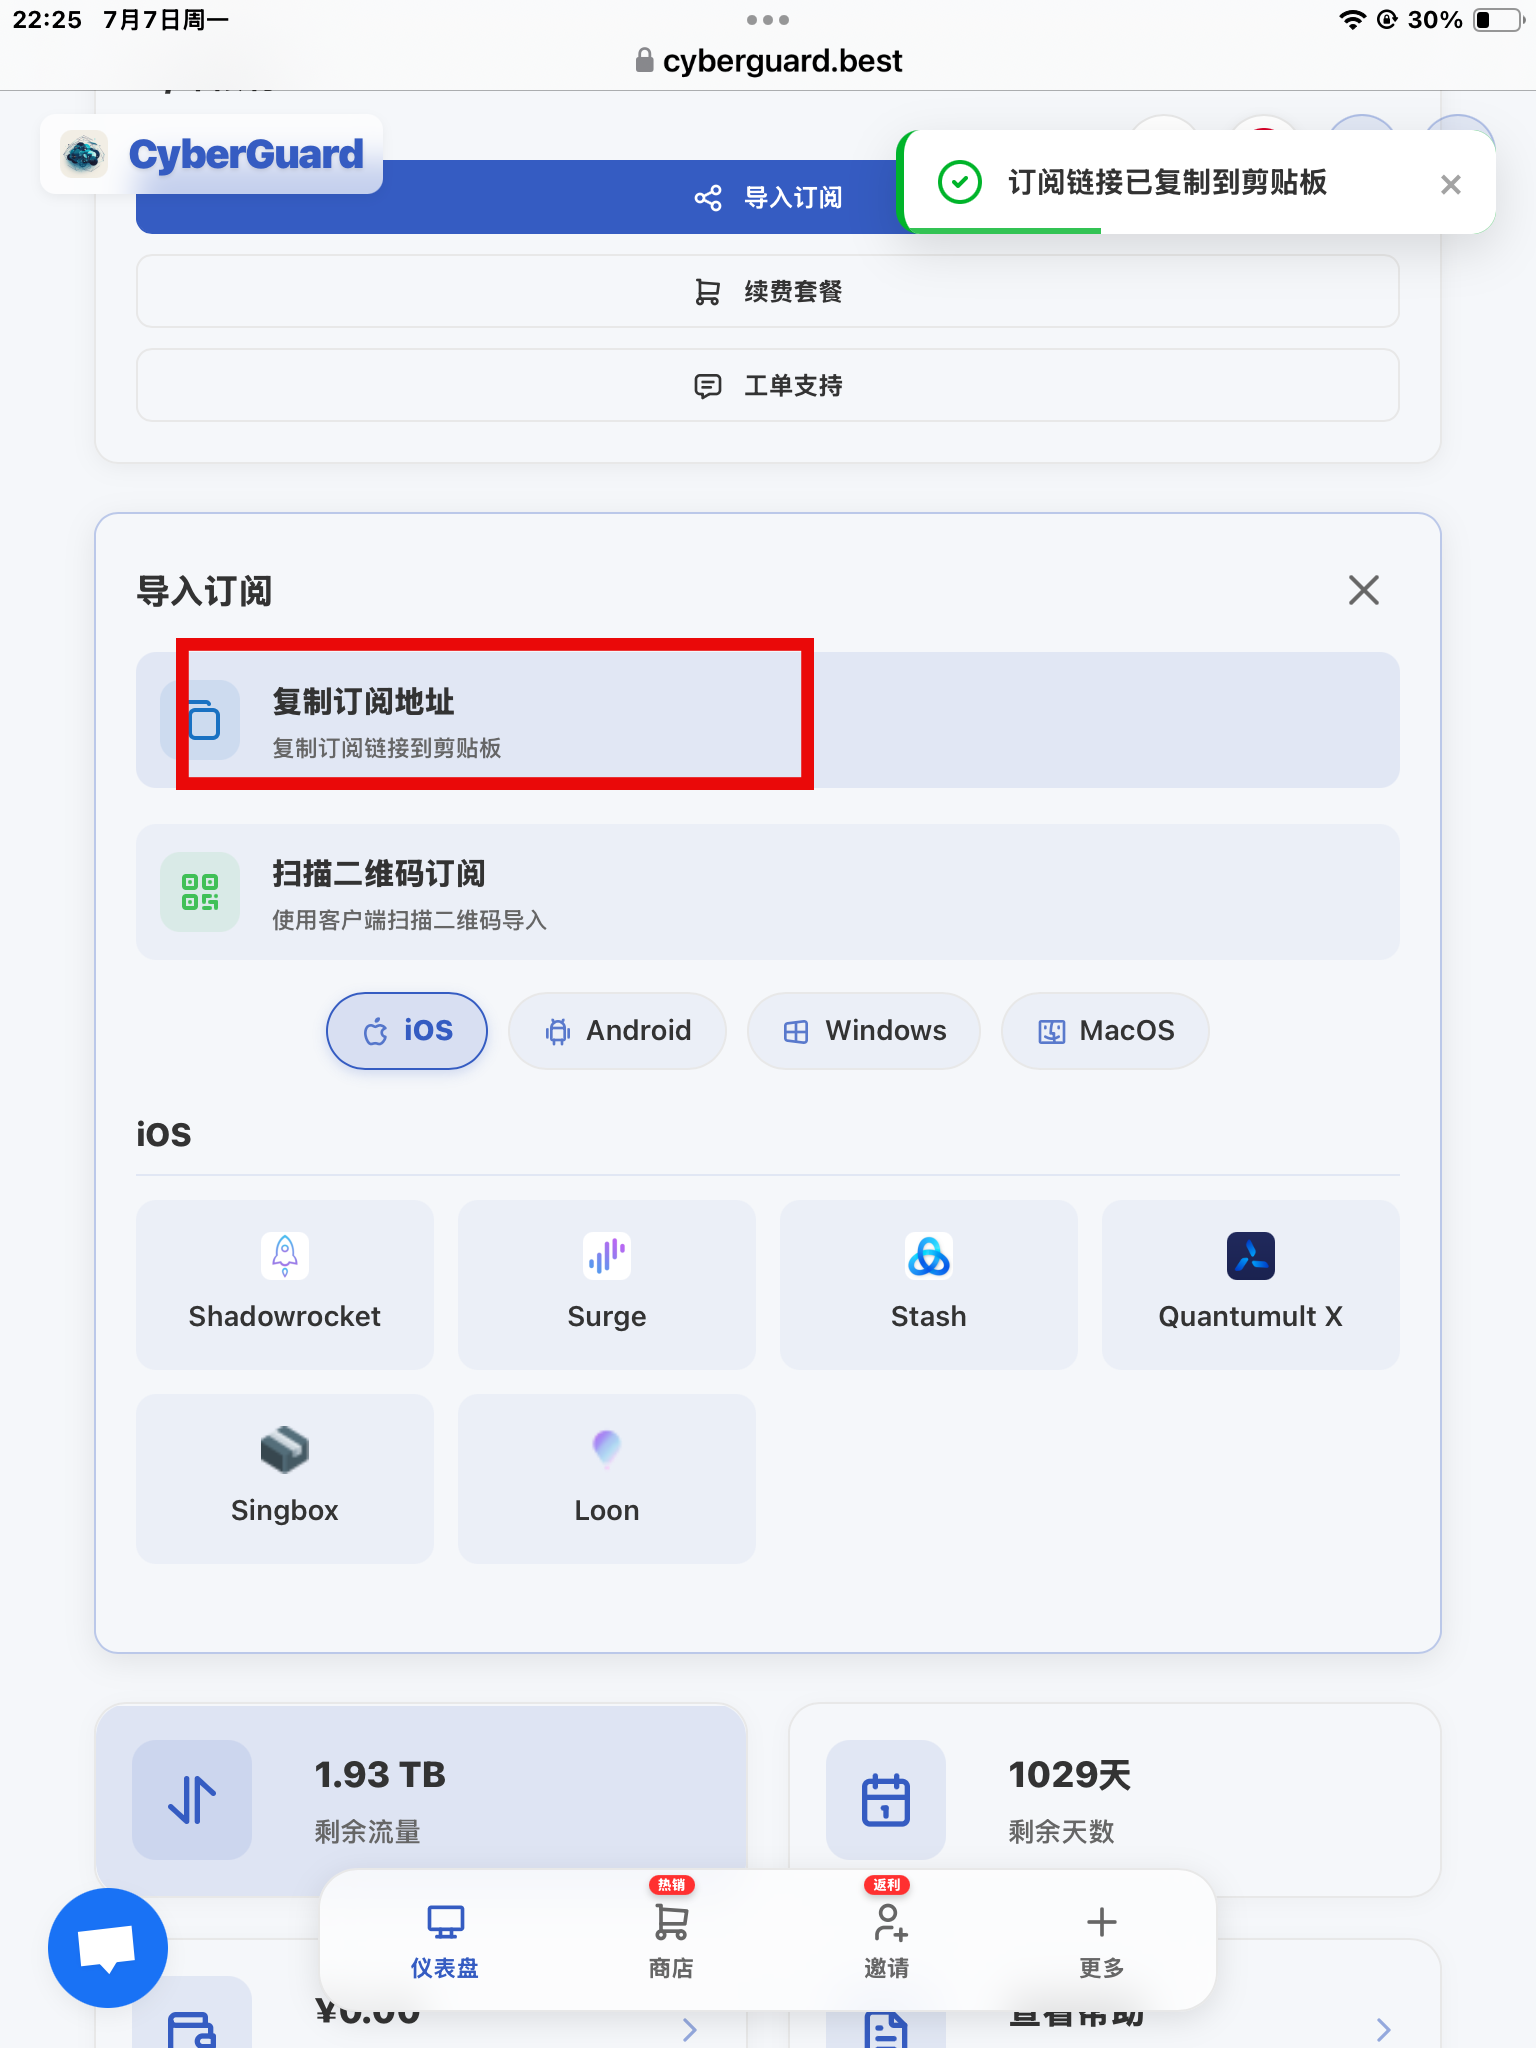 22:25 7月7日周一
30%
cyberguard.best
CyberGuard
导入订阅
订阅链接已复制到剪贴板
续费套餐
工单支持
导入订阅
复制订阅地址
复制订阅链接到剪贴板
扫描二维码订阅
使用客户端扫描二维码导入
iOS
Android
Windows
MacOS
iOS
Shadowrocket
Surge
Stash
Quantumult X
Singbox
Loon
1.93 TB
剩余流量
1029天
剩余天数
热销
返利
仪表盘
商店
邀请
更多
¥0.00
查看帮助